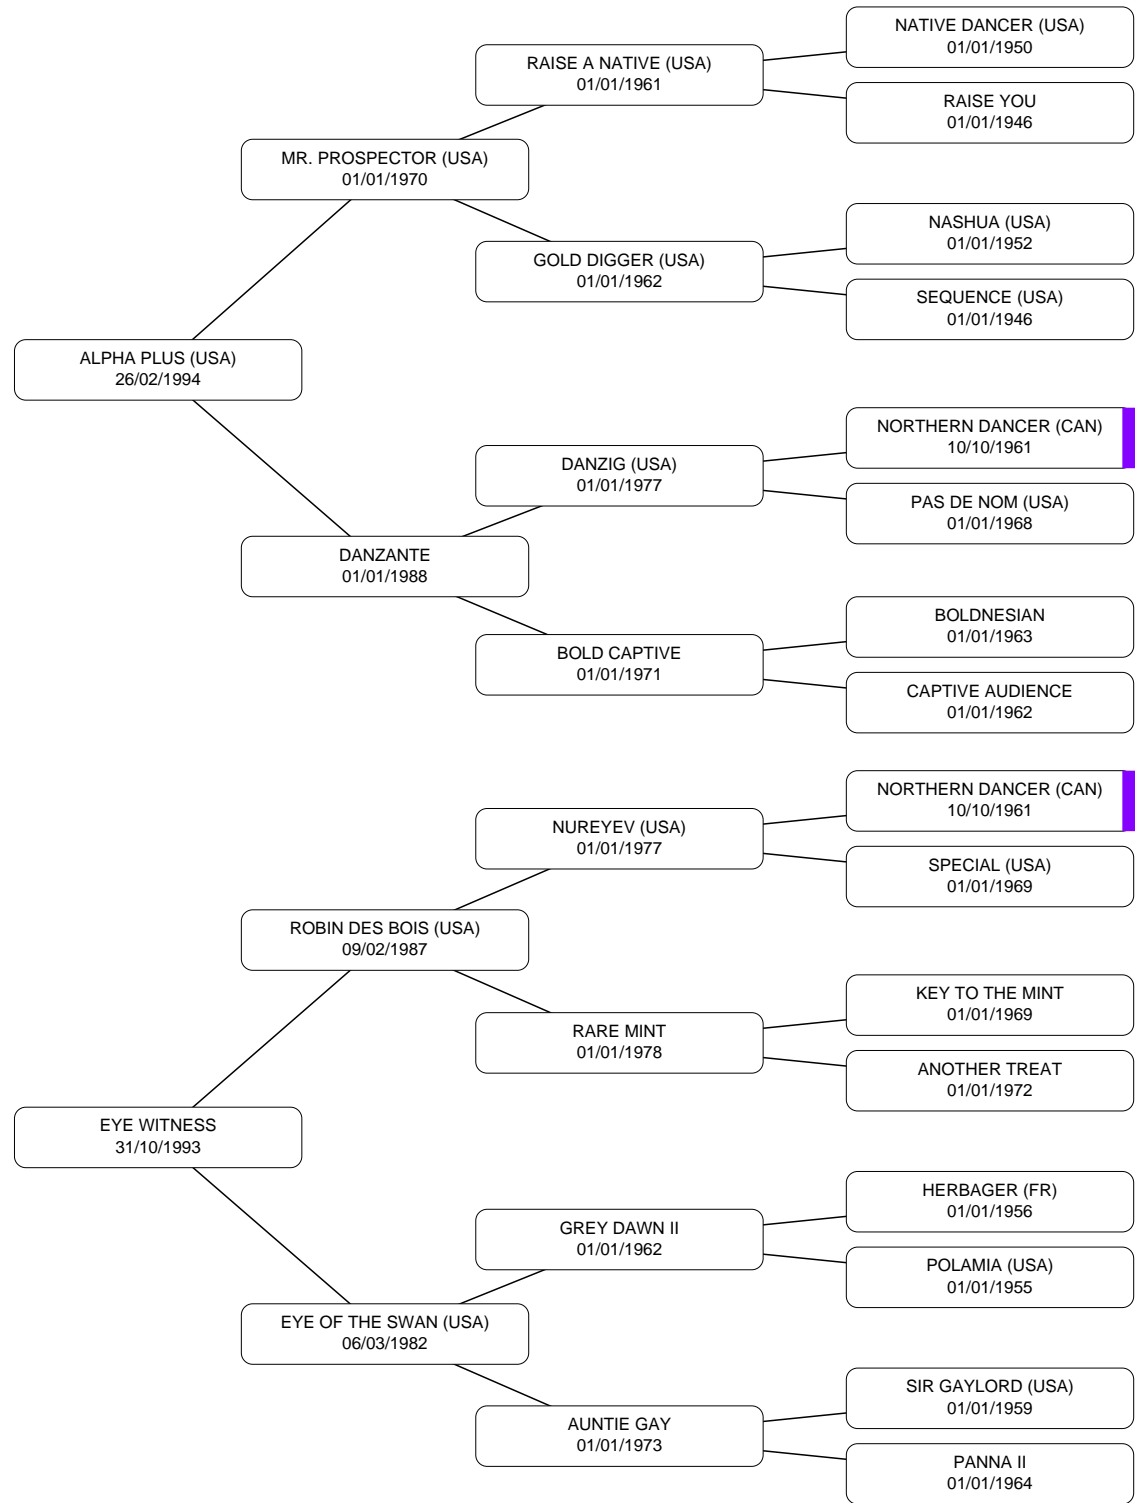 NATIVE DANCER (USA)
01/01/1950
RAISE A NATIVE (USA)
01/01/1961
RAISE YOU
01/01/1946
MR. PROSPECTOR (USA)
01/01/1970
NASHUA (USA)
01/01/1952
GOLD DIGGER (USA)
01/01/1962
SEQUENCE (USA)
01/01/1946
ALPHA PLUS (USA)
26/02/1994
NORTHERN DANCER (CAN)
10/10/1961
DANZIG (USA)
01/01/1977
PAS DE NOM (USA)
01/01/1968
DANZANTE
01/01/1988
BOLDNESIAN
01/01/1963
BOLD CAPTIVE
01/01/1971
CAPTIVE AUDIENCE
01/01/1962
NORTHERN DANCER (CAN)
10/10/1961
NUREYEV (USA)
01/01/1977
SPECIAL (USA)
01/01/1969
ROBIN DES BOIS (USA)
09/02/1987
KEY TO THE MINT
01/01/1969
RARE MINT
01/01/1978
ANOTHER TREAT
01/01/1972
EYE WITNESS
31/10/1993
HERBAGER (FR)
01/01/1956
GREY DAWN II
01/01/1962
POLAMIA (USA)
01/01/1955
EYE OF THE SWAN (USA)
06/03/1982
SIR GAYLORD (USA)
01/01/1959
AUNTIE GAY
01/01/1973
PANNA II
01/01/1964